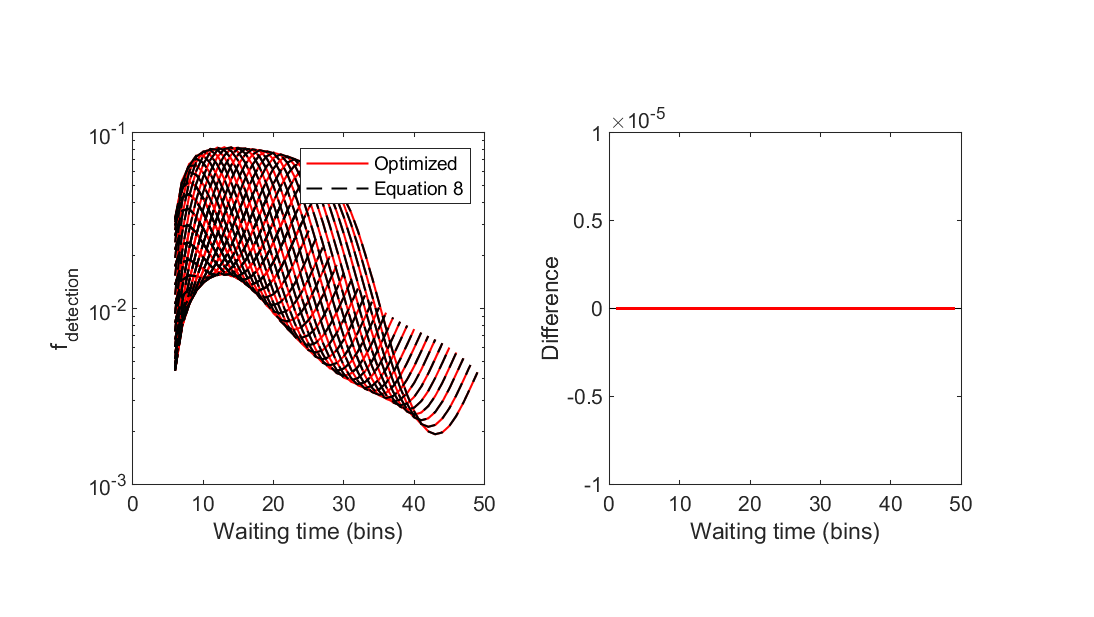 10^-1
10^-2
10^-3
0 10 20 30 40 50
Waiting time (bins)
f_detection
Optimized
Equation 8
×10^-5
1
0.5
0
-0.5
-1
0 10 20 30 40 50
Waiting time (bins)
Difference